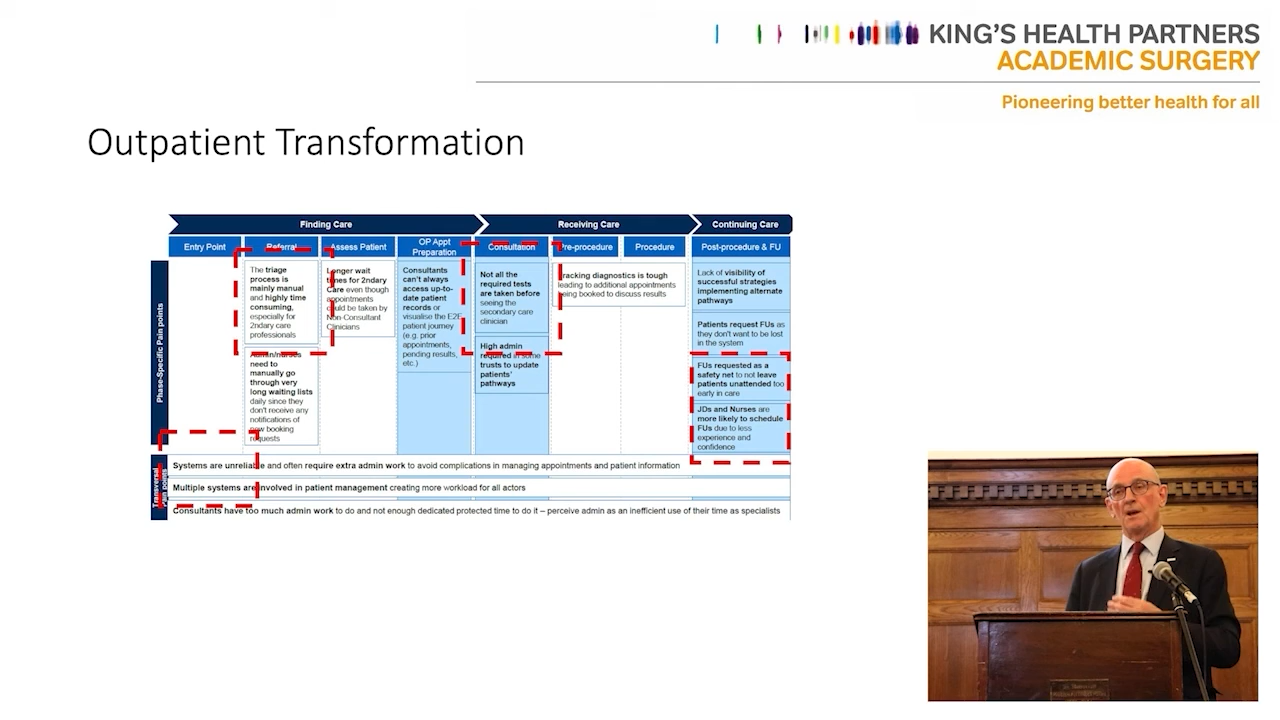 KING'S HEALTH PARTNERS
ACADEMIC SURGERY
Pioneering better health for all
Outpatient Transformation
Finding Care
Receiving Care
Continuing Care
Entry Point
Referral
Assess Patient
OP Appt
Preparation
Consultation
Pre-procedure
Procedure
Post-procedure & FU
Phase-Specific Pain points
The triage
process is
mainly manual
and highly time
consuming,
especially for
2ndary care
professionals
Admin/nurses
need to
manually go
through very
long waiting lists
daily since they
don't receive any
notifications of
new booking
requests
Longer wait
times for 2ndary
Care even though
appointments
could be taken by
Non-Consultant
Clinicians
Consultants
can't always
access up-to-
date patient
records or
visualise the E2E
patient journey
(e.g. prior
appointments,
pending results,
etc.)
Not all the
required tests
are taken before
seeing the
secondary care
clinician
High admin
required in some
trusts to update
patients'
pathways
Tracking diagnostics is tough
leading to additional appointments
being booked to discuss results
Lack of visibility of
successful strategies
implementing alternate
pathways
Patients request FUs as
they don't want to be lost
in the system
FUs requested as a
safety net to not leave
patients unattended too
early in care
JDs and Nurses are
more likely to schedule
FUs due to less
experience and
confidence
Transversal
Pain points
Systems are unreliable and often require extra admin work to avoid complications in managing appointments and patient information
Multiple systems are involved in patient management creating more workload for all actors
Consultants have too much admin work to do and not enough dedicated protected time to do it – perceive admin as an inefficient use of their time as specialists